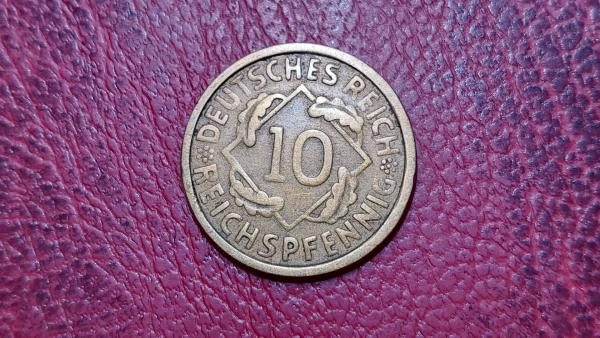 DEUTSCHES REICH
10
REICHSPFENNIG